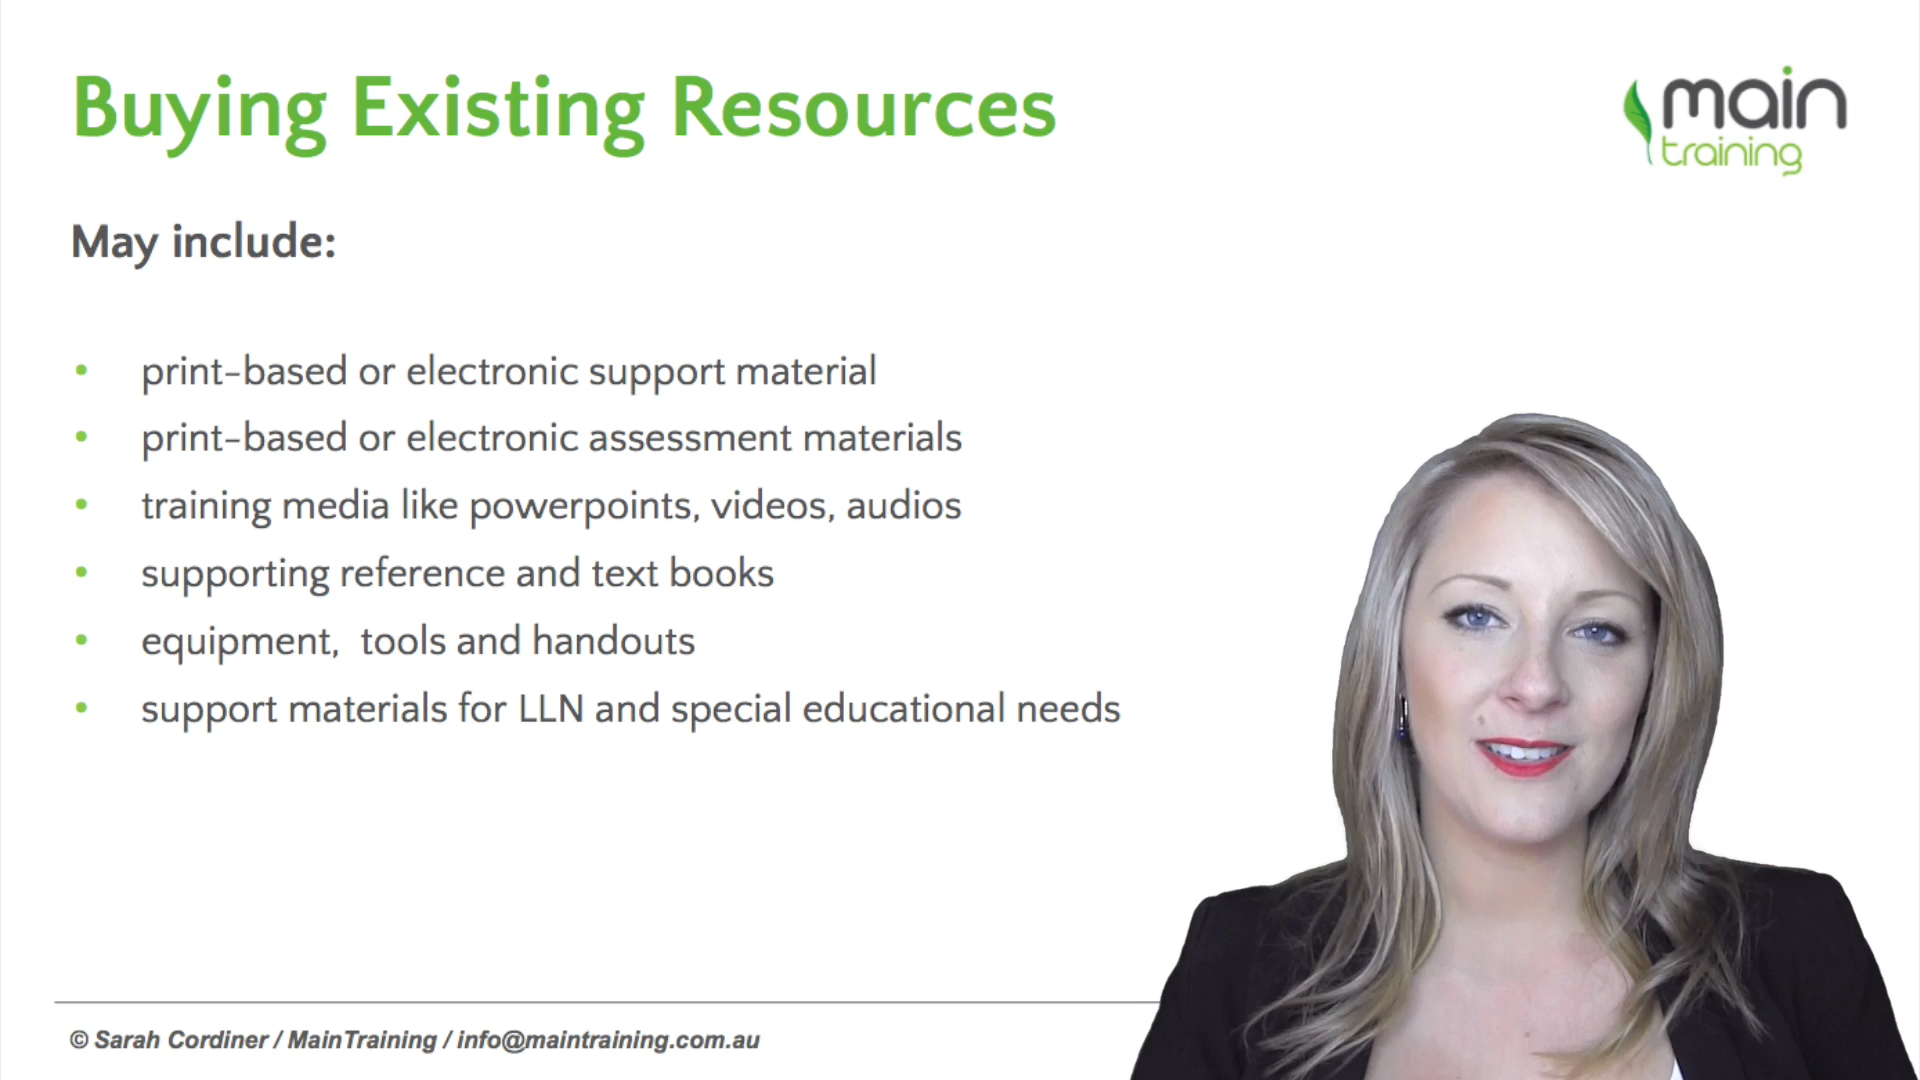 Buying Existing Resources
main
training
May include:
• print-based or electronic support material
• print-based or electronic assessment materials
• training media like powerpoints, videos, audios
• supporting reference and text books
• equipment,  tools and handouts
• support materials for LLN and special educational needs
© Sarah Cordiner / MainTraining / info@maintraining.com.au